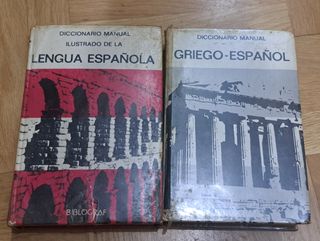 DICCIONARIO MANUAL
ILUSTRADO DE LA
LENGUA ESPAÑOLA
BIBLOGRAF
DICCIONARIO MANUAL
GRIEGO-ESPAÑOL